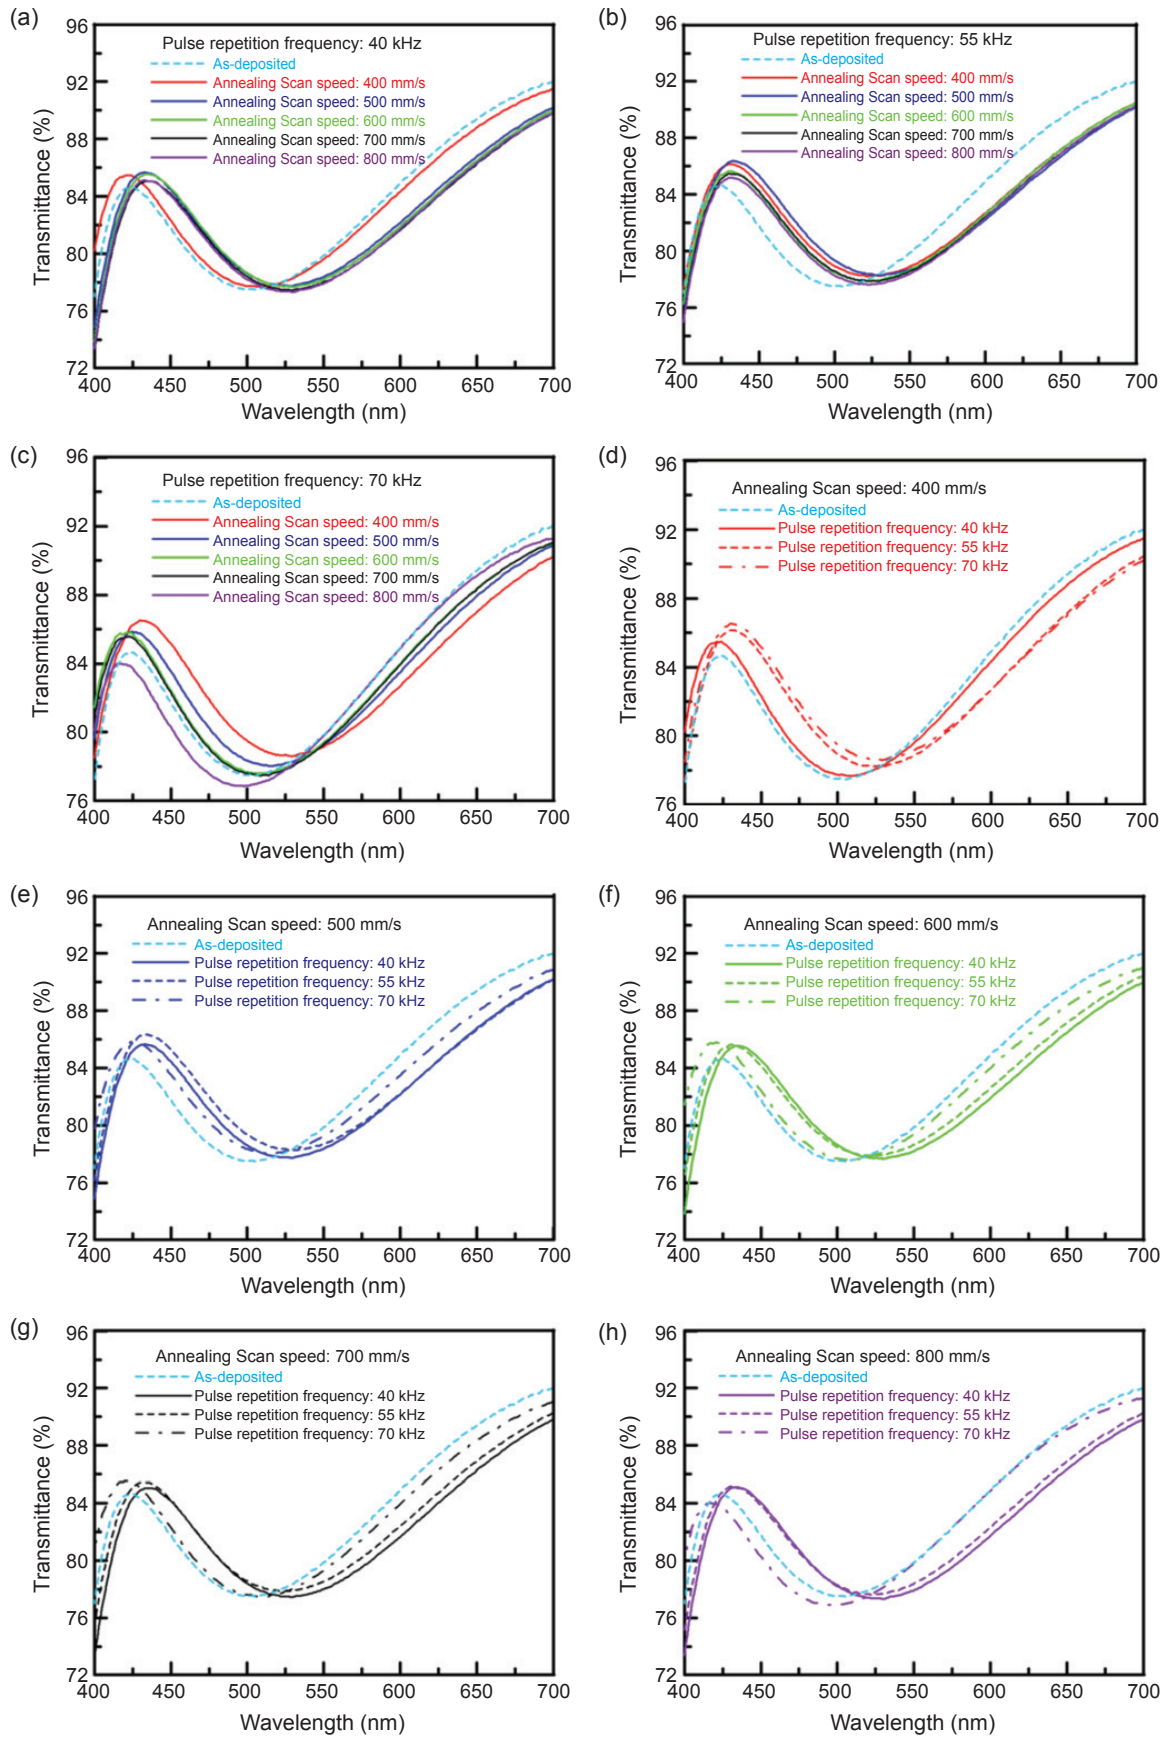 (a)
96
92
88
84
80
76
72
Transmittance (%)
Pulse repetition frequency: 40 kHz
As-deposited
Annealing Scan speed: 400 mm/s
Annealing Scan speed: 500 mm/s
Annealing Scan speed: 600 mm/s
Annealing Scan speed: 700 mm/s
Annealing Scan speed: 800 mm/s
400 450 500 550 600 650 700
Wavelength (nm)
(b)
96
92
88
84
80
76
72
Transmittance (%)
Pulse repetition frequency: 55 kHz
As-deposited
Annealing Scan speed: 400 mm/s
Annealing Scan speed: 500 mm/s
Annealing Scan speed: 600 mm/s
Annealing Scan speed: 700 mm/s
Annealing Scan speed: 800 mm/s
400 450 500 550 600 650 700
Wavelength (nm)
(c)
96
92
88
84
80
76
Transmittance (%)
Pulse repetition frequency: 70 kHz
As-deposited
Annealing Scan speed: 400 mm/s
Annealing Scan speed: 500 mm/s
Annealing Scan speed: 600 mm/s
Annealing Scan speed: 700 mm/s
Annealing Scan speed: 800 mm/s
400 450 500 550 600 650 700
Wavelength (nm)
(d)
96
92
88
84
80
76
Transmittance (%)
Annealing Scan speed: 400 mm/s
As-deposited
Pulse repetition frequency: 40 kHz
Pulse repetition frequency: 55 kHz
Pulse repetition frequency: 70 kHz
400 450 500 550 600 650 700
Wavelength (nm)
(e)
96
92
88
84
80
76
72
Transmittance (%)
Annealing Scan speed: 500 mm/s
As-deposited
Pulse repetition frequency: 40 kHz
Pulse repetition frequency: 55 kHz
Pulse repetition frequency: 70 kHz
400 450 500 550 600 650 700
Wavelength (nm)
(f)
96
92
88
84
80
76
72
Transmittance (%)
Annealing Scan speed: 600 mm/s
As-deposited
Pulse repetition frequency: 40 kHz
Pulse repetition frequency: 55 kHz
Pulse repetition frequency: 70 kHz
400 450 500 550 600 650 700
Wavelength (nm)
(g)
96
92
88
84
80
76
72
Transmittance (%)
Annealing Scan speed: 700 mm/s
As-deposited
Pulse repetition frequency: 40 kHz
Pulse repetition frequency: 55 kHz
Pulse repetition frequency: 70 kHz
400 450 500 550 600 650 700
Wavelength (nm)
(h)
96
92
88
84
80
76
72
Transmittance (%)
Annealing Scan speed: 800 mm/s
As-deposited
Pulse repetition frequency: 40 kHz
Pulse repetition frequency: 55 kHz
Pulse repetition frequency: 70 kHz
400 450 500 550 600 650 700
Wavelength (nm)